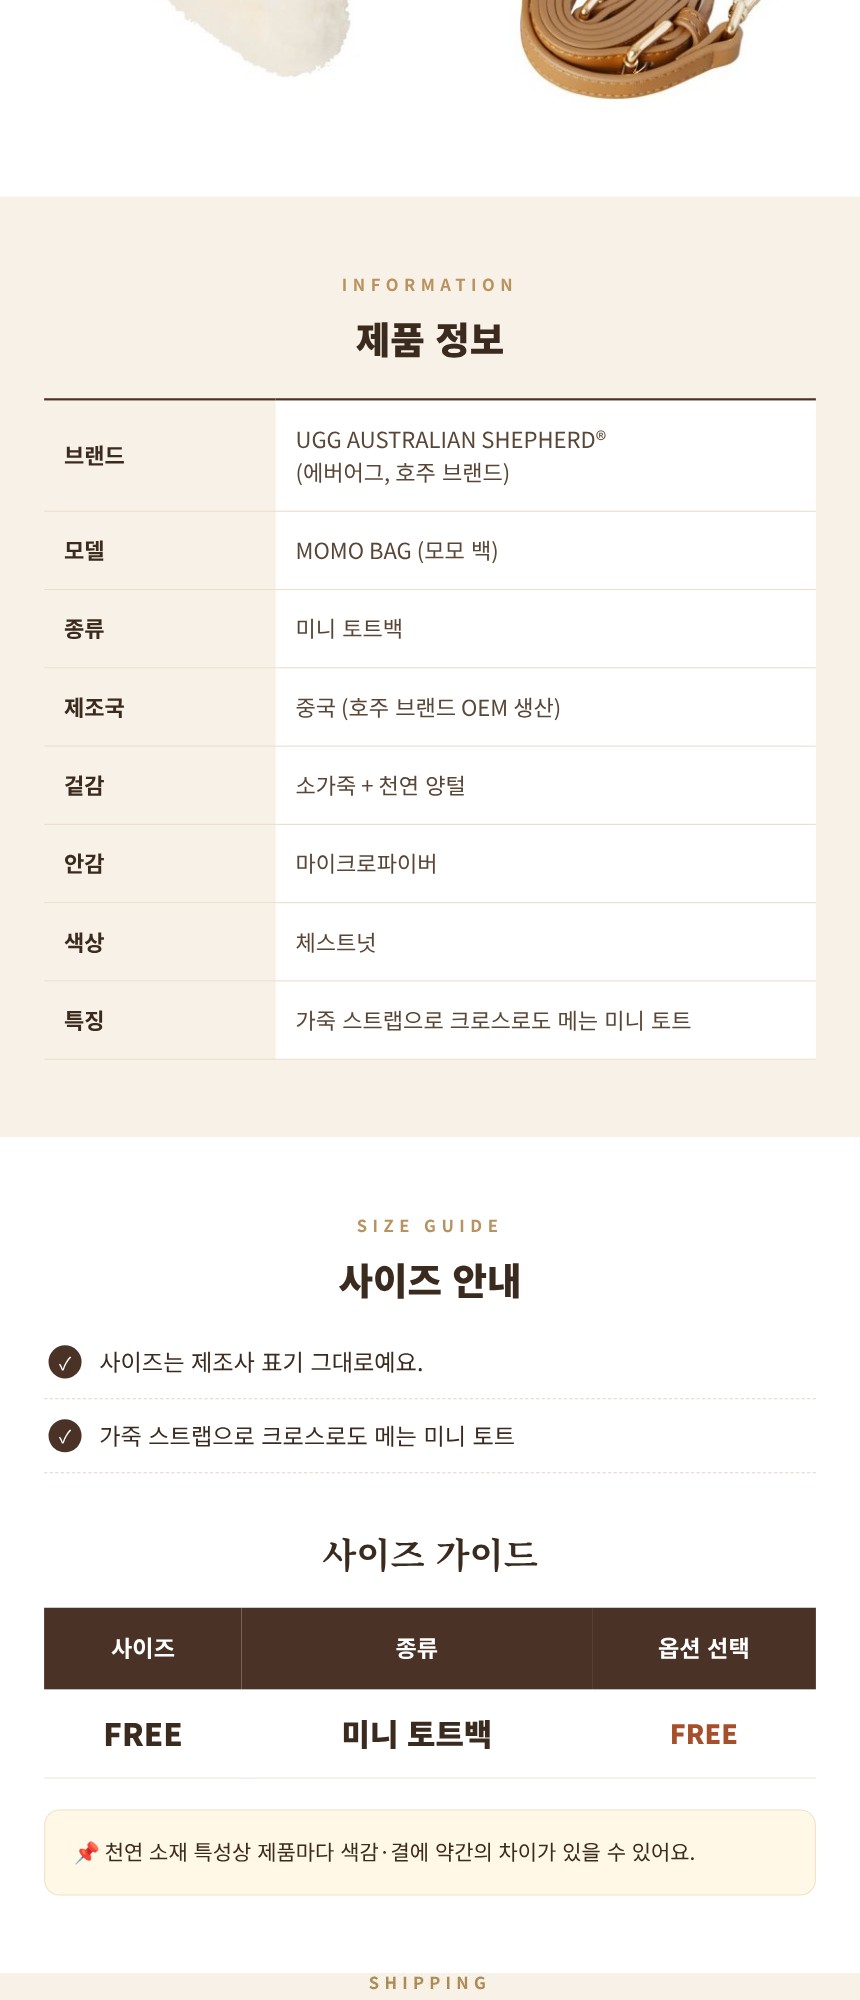 INFORMATION
제품 정보
브랜드
UGG AUSTRALIAN SHEPHERD®
(에버어그, 호주 브랜드)
모델
MOMO BAG (모모 백)
종류
미니 토트백
제조국
중국 (호주 브랜드 OEM 생산)
겉감
소가죽 + 천연 양털
안감
마이크로파이버
색상
체스트넛
특징
가죽 스트랩으로 크로스로도 메는 미니 토트
SIZE GUIDE
사이즈 안내
사이즈는 제조사 표기 그대로예요.
가죽 스트랩으로 크로스로도 메는 미니 토트
사이즈 가이드
사이즈 종류 옵션 선택
FREE 미니 토트백 FREE
천연 소재 특성상 제품마다 색감·결에 약간의 차이가 있을 수 있어요.
SHIPPING